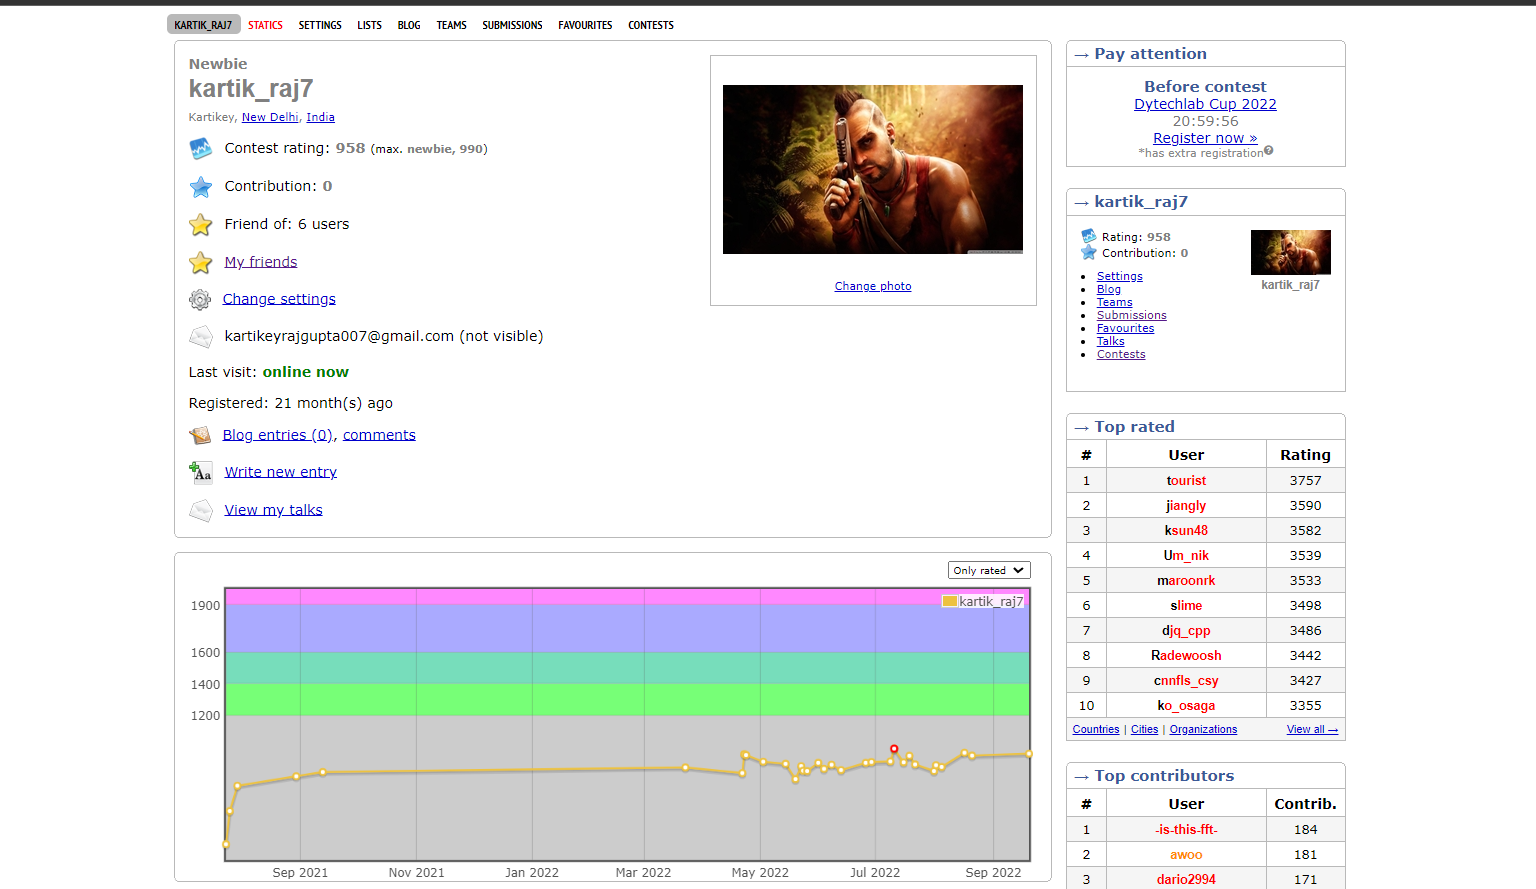 KARTIK_RAJ7 STATICS SETTINGS LISTS BLOG TEAMS SUBMISSIONS FAVOURITES CONTESTS
Newbie
kartik_raj7
Kartikey, New Delhi, India
Contest rating: 958 (max. newbie, 990)
Contribution: 0
Friend of: 6 users
My friends
Change settings
kartikeyrajgupta007@gmail.com (not visible)
Last visit: online now
Registered: 21 month(s) ago
Blog entries (0), comments
Write new entry
View my talks
Change photo
Only rated
kartik_raj7
1900
1600
1400
1200
Sep 2021 Nov 2021 Jan 2022 Mar 2022 May 2022 Jul 2022 Sep 2022
→ Pay attention
Before contest
Dytechlab Cup 2022
20:59:56
Register now »
*has extra registration?
→ kartik_raj7
Rating: 958
Contribution: 0
Settings
Blog
Teams
Submissions
Favourites
Talks
Contests
kartik_raj7
→ Top rated
# User Rating
1 tourist 3757
2 jiangly 3590
3 ksun48 3582
4 Um_nik 3539
5 maroonrk 3533
6 slime 3498
7 djq_cpp 3486
8 Radewoosh 3442
9 cnnfls_csy 3427
10 ko_osaga 3355
Countries | Cities | Organizations View all →
→ Top contributors
# User Contrib.
1 -is-this-fft- 184
2 awoo 181
3 dario2994 171